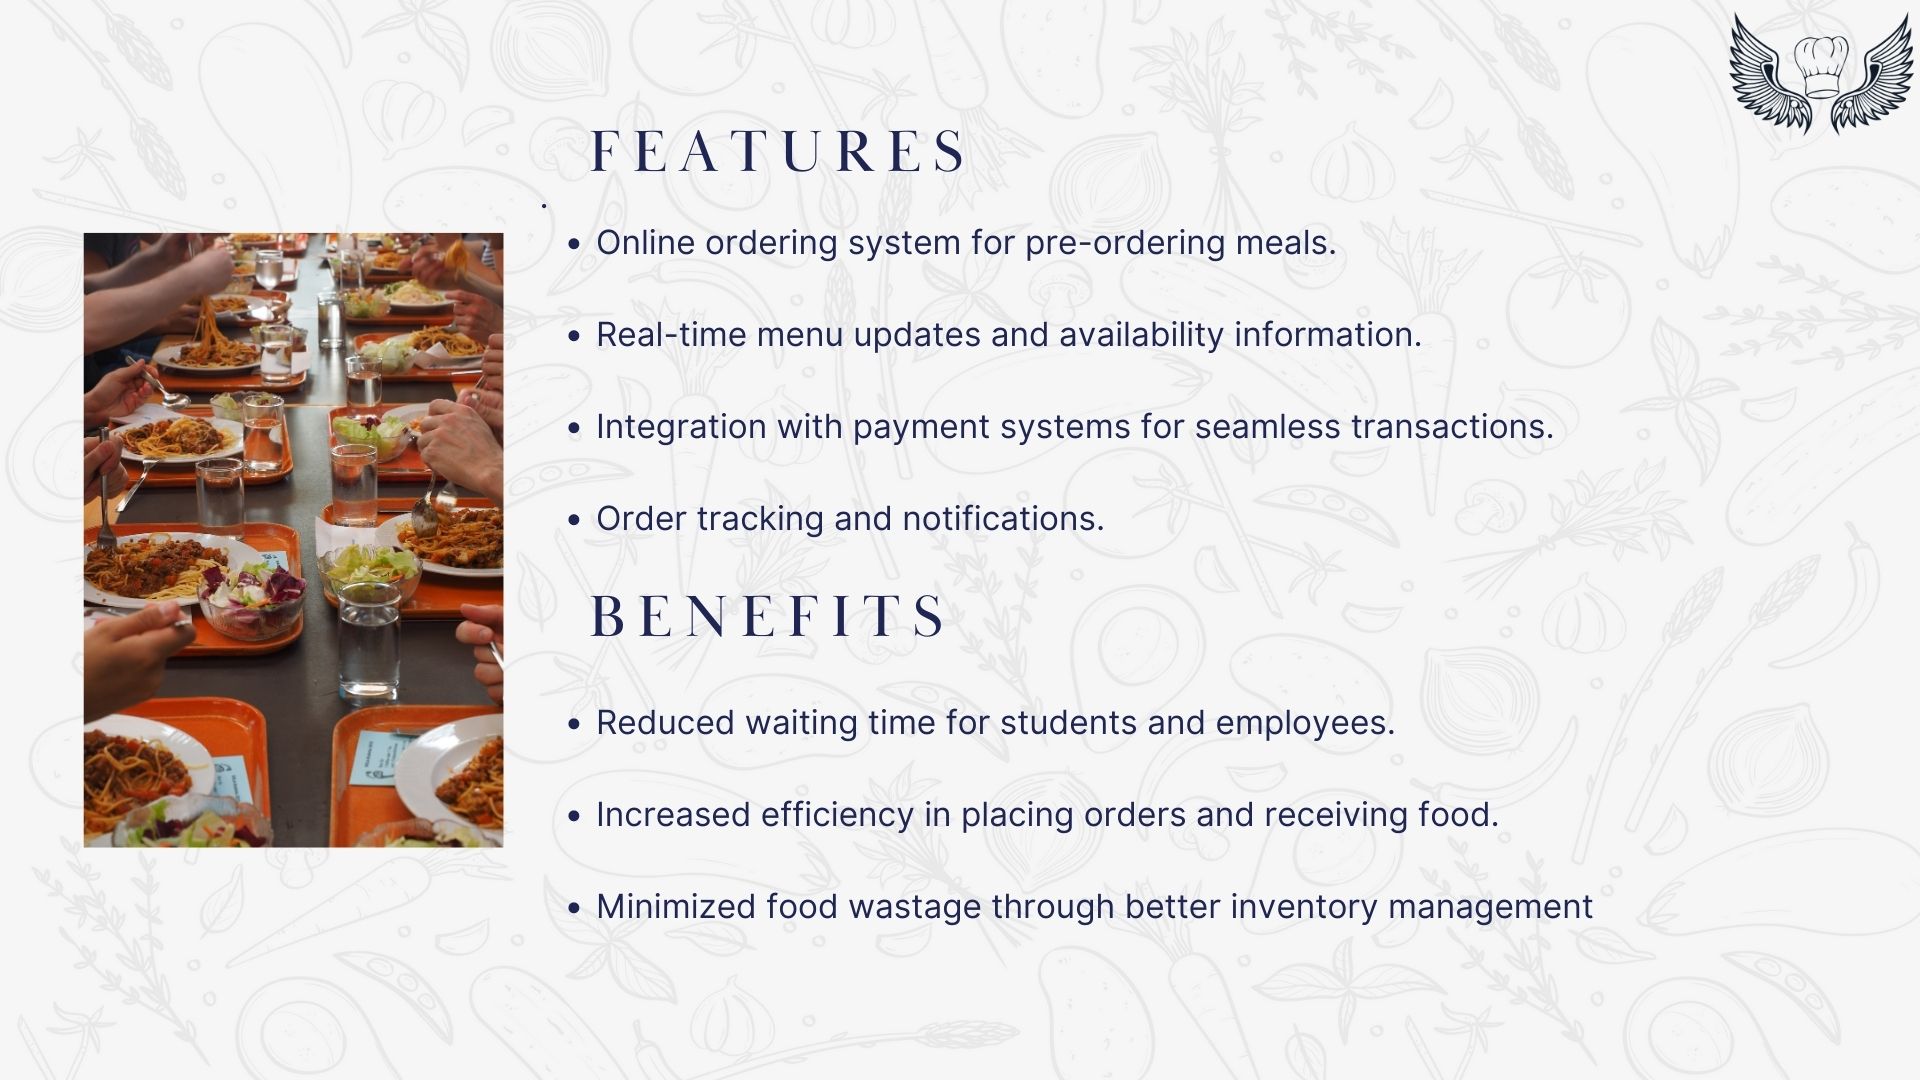 FEATURES
• Online ordering system for pre-ordering meals.
• Real-time menu updates and availability information.
• Integration with payment systems for seamless transactions.
• Order tracking and notifications.
BENEFITS
• Reduced waiting time for students and employees.
• Increased efficiency in placing orders and receiving food.
• Minimized food wastage through better inventory management